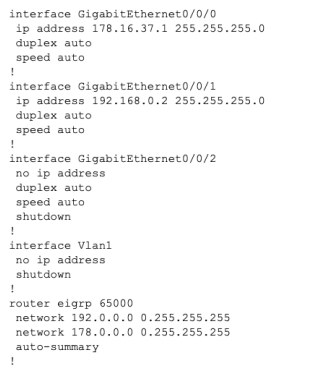 interface GigabitEthernet0/0/0
 ip address 178.16.37.1 255.255.255.0
 duplex auto
 speed auto
!
interface GigabitEthernet0/0/1
 ip address 192.168.0.2 255.255.255.0
 duplex auto
 speed auto
!
interface GigabitEthernet0/0/2
 no ip address
 duplex auto
 speed auto
 shutdown
!
interface Vlan1
 no ip address
 shutdown
!
router eigrp 65000
 network 192.0.0.0 0.255.255.255
 network 178.0.0.0 0.255.255.255
 auto-summary
!